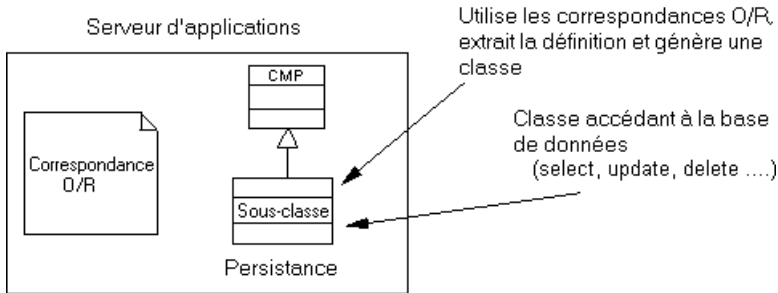 Serveur d'applications
Utilise les correspondances O/R,
extrait la définition et génère une
classe
CMP
Classe accédant à la base
de données
(select, update, delete ....)
Correspondance
O/R
Sous-classe
Persistance